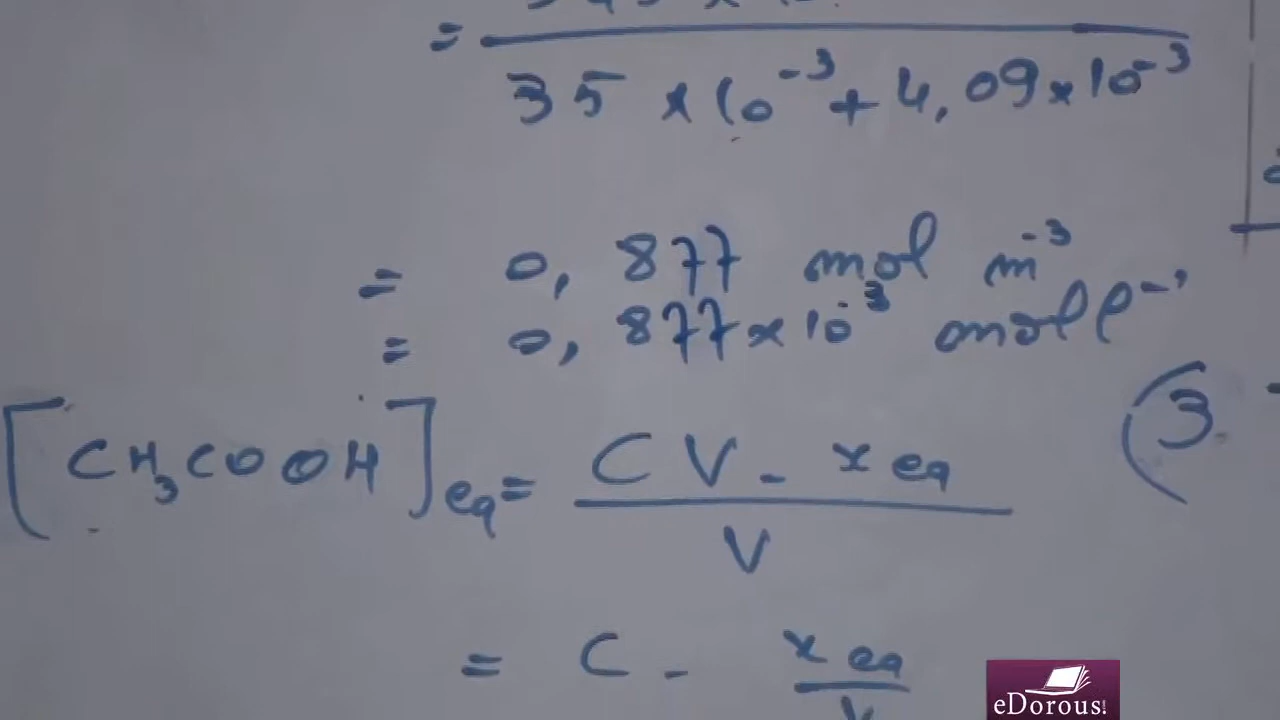 =
35 × 10⁻³ + 4,09 × 10⁻³
= 0,877 mol m⁻³
= 0,877 × 10⁻³ mol l⁻¹
[CH₃COOH]eq = CV - xeq
V
(3
= C - xeq
V
eDorous!